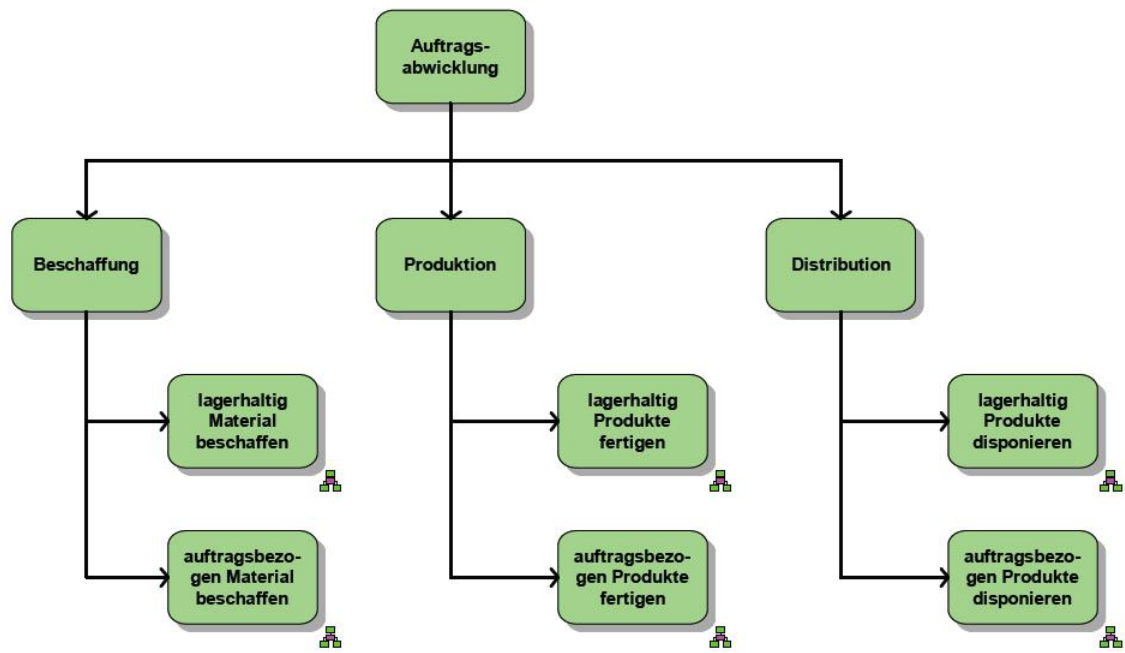 Auftrags-
abwicklung
Beschaffung
Produktion
Distribution
lagerhaltig
Material
beschaffen
lagerhaltig
Produkte
fertigen
lagerhaltig
Produkte
disponieren
auftragsbezo-
gen Material
beschaffen
auftragsbezo-
gen Produkte
fertigen
auftragsbezo-
gen Produkte
disponieren